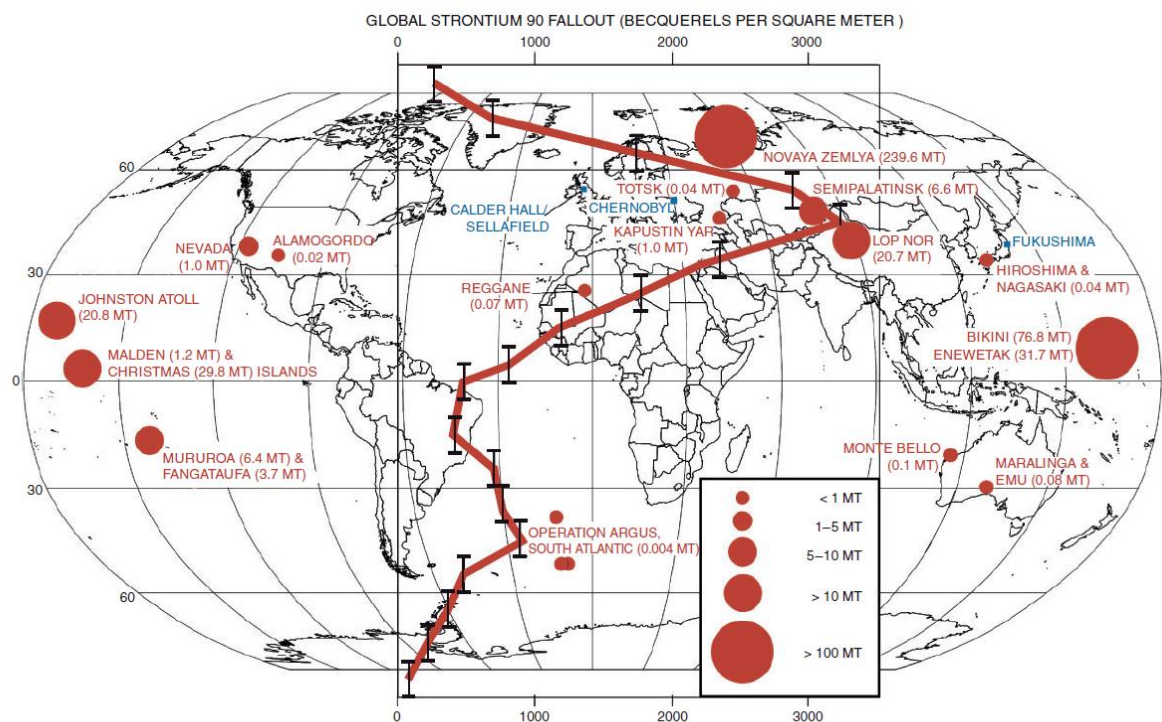 GLOBAL STRONTIUM 90 FALLOUT (BECQUERELS PER SQUARE METER )
0 1000 2000 3000
60
NOVAYA ZEMLYA (239.6 MT)
TOTSK (0.04 MT)
SEMIPALATINSK (6.6 MT)
CALDER HALL/
SELLAFIELD
CHERNOBYL
KAPUSTIN YAR
(1.0 MT)
NEVADA
(1.0 MT)
ALAMOGORDO
(0.02 MT)
LOP NOR
(20.7 MT)
FUKUSHIMA
HIROSHIMA &
NAGASAKI (0.04 MT)
30
REGGANE
(0.07 MT)
JOHNSTON ATOLL
(20.8 MT)
BIKINI (76.8 MT)
ENEWETAK (31.7 MT)
MALDEN (1.2 MT) &
CHRISTMAS (29.8 MT) ISLANDS
0
MURUROA (6.4 MT) &
FANGATAUFA (3.7 MT)
MONTE BELLO
(0.1 MT)
MARALINGA &
EMU (0.08 MT)
30
OPERATION ARGUS,
SOUTH ATLANTIC (0.004 MT)
< 1 MT
1–5 MT
5–10 MT
> 10 MT
> 100 MT
60
0 1000 2000 3000